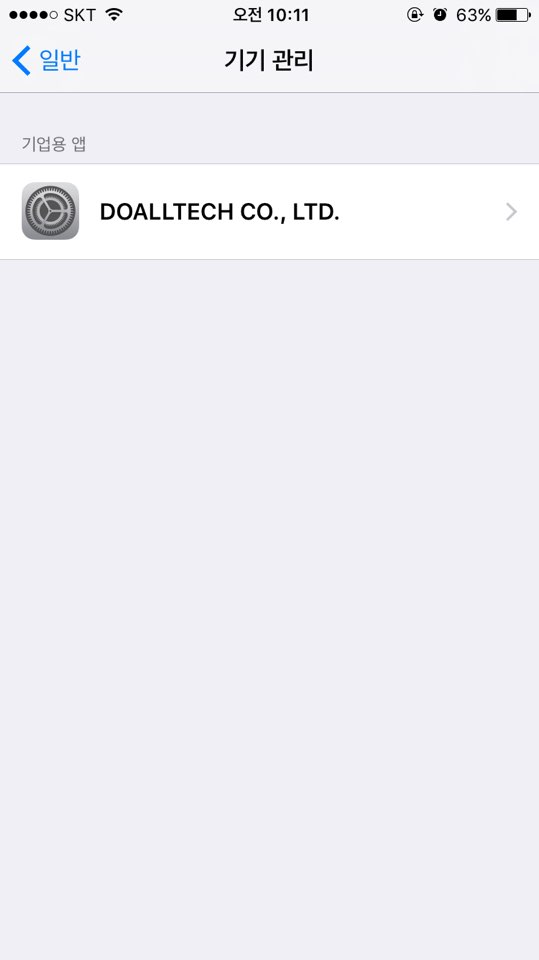 SKT 오전 10:11 63%
일반 기기 관리
기업용 앱
DOALLTECH CO., LTD.